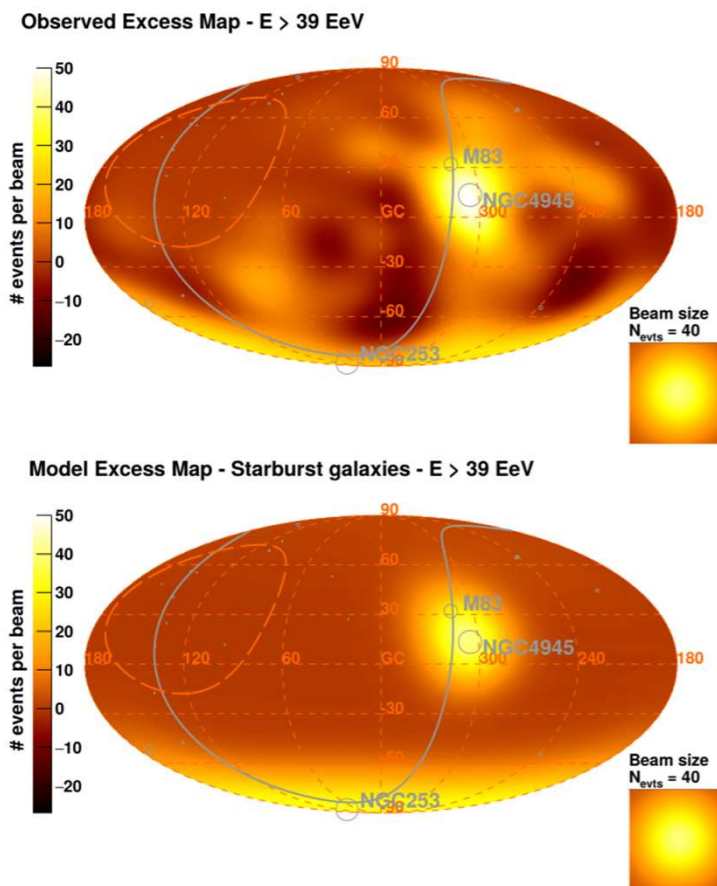 Observed Excess Map - E > 39 EeV
# events per beam
50
40
30
20
10
0
−10
−20
90
60
30
M83
NGC4945
180
120
60
GC
300
240
180
-30
-60
NGC253
-90
Beam size
N_evts = 40
Model Excess Map - Starburst galaxies - E > 39 EeV
# events per beam
50
40
30
20
10
0
−10
−20
90
60
30
M83
NGC4945
180
120
60
GC
300
240
180
-30
-60
NGC253
-90
Beam size
N_evts = 40